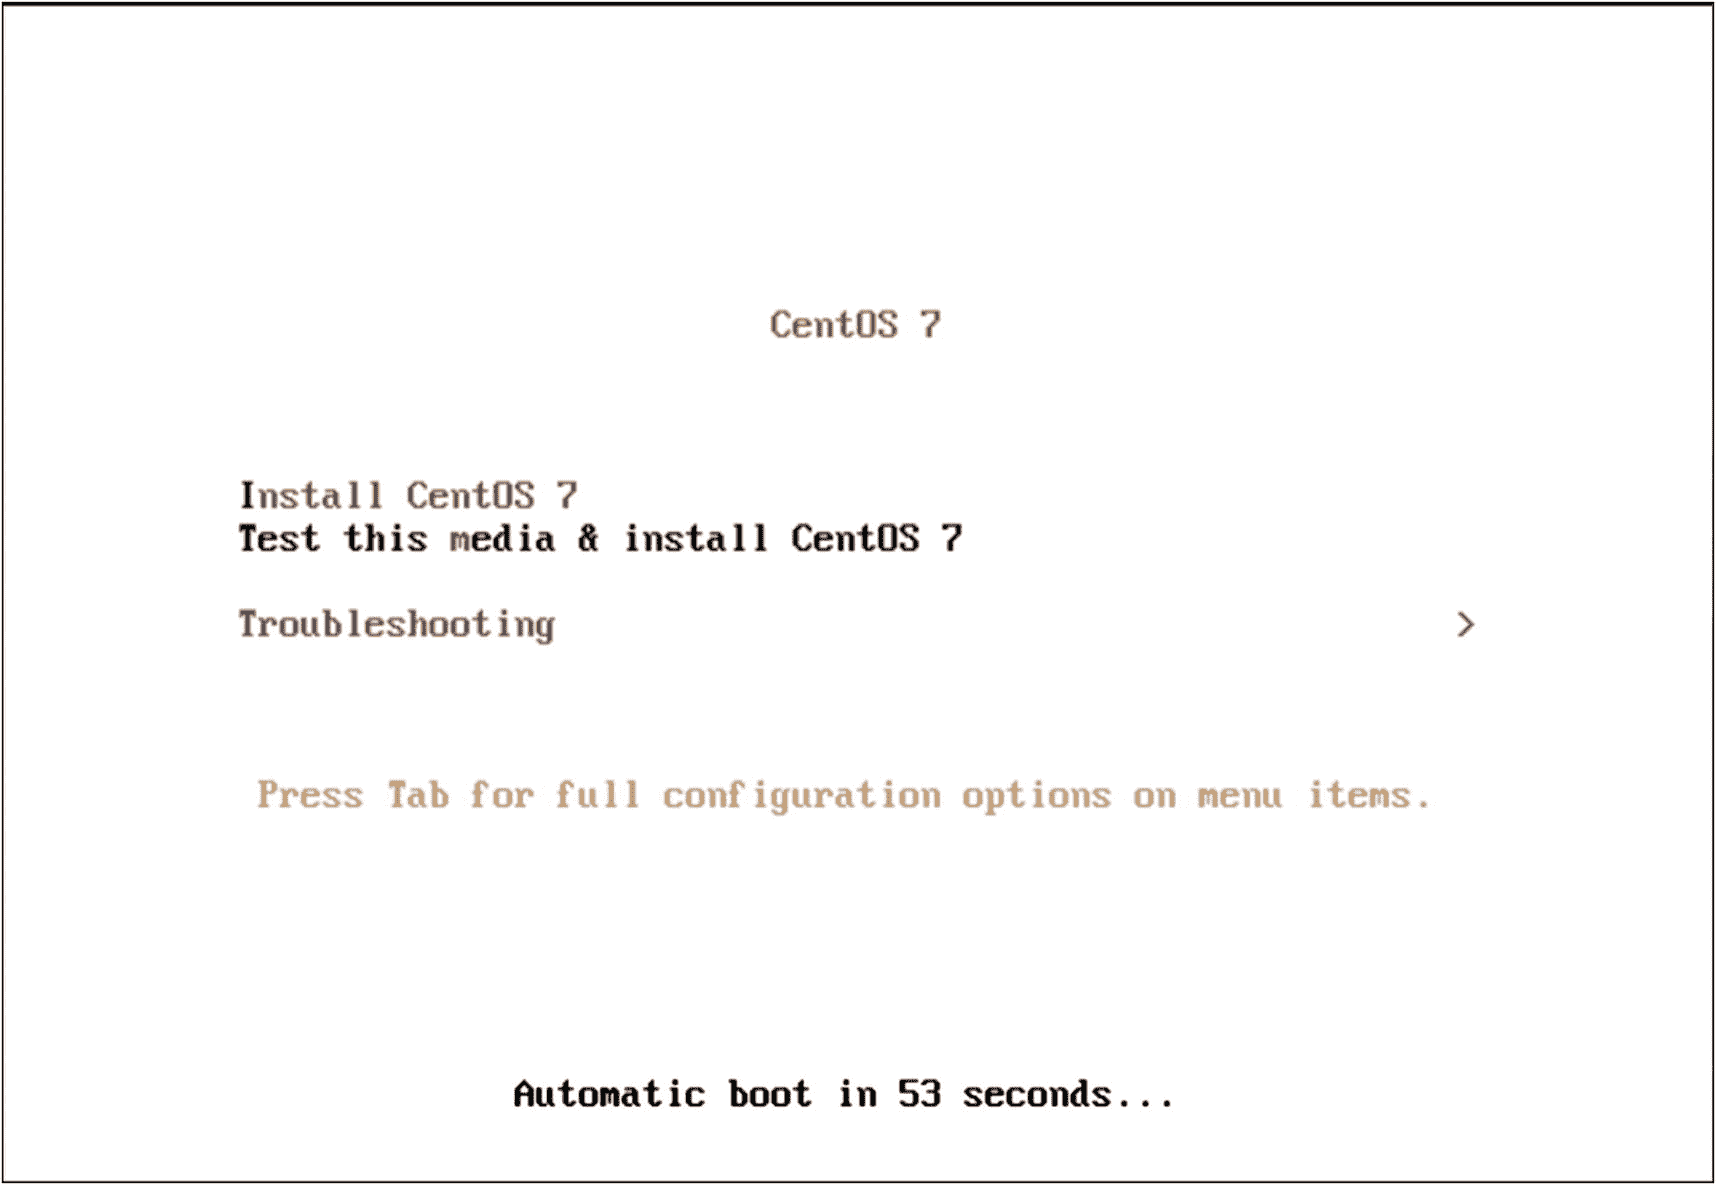 CentOS 7
Install CentOS 7
Test this media & install CentOS 7
Troubleshooting >
Press Tab for full configuration options on menu items.
Automatic boot in 53 seconds...